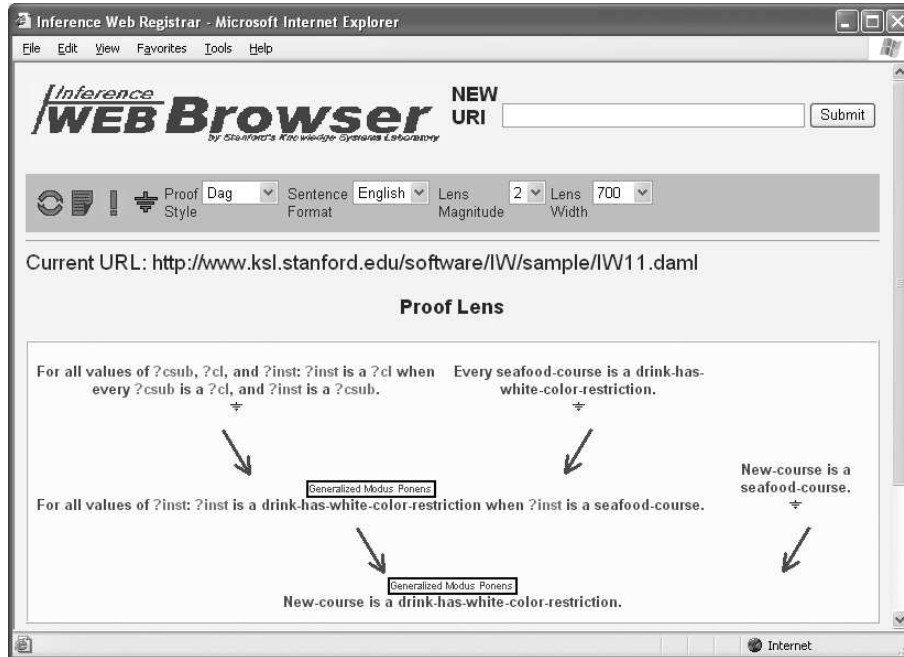 Inference Web Registrar - Microsoft Internet Explorer
File Edit View Favorites Tools Help
Inference
WEB Browser
by Stanford's Knowledge Systems Laboratory
NEW
URI
Submit
Proof
Style
Dag
Sentence
Format
English
Lens
Magnitude
2
Lens
Width
700
Current URL: http://www.ksl.stanford.edu/software/IW/sample/IW11.daml
Proof Lens
For all values of ?csub, ?cl, and ?inst: ?inst is a ?cl when
every ?csub is a ?cl, and ?inst is a ?csub.
Every seafood-course is a drink-has-
white-color-restriction.
New-course is a
seafood-course.
Generalized Modus Ponens
For all values of ?inst: ?inst is a drink-has-white-color-restriction when ?inst is a seafood-course.
Generalized Modus Ponens
New-course is a drink-has-white-color-restriction.
Internet